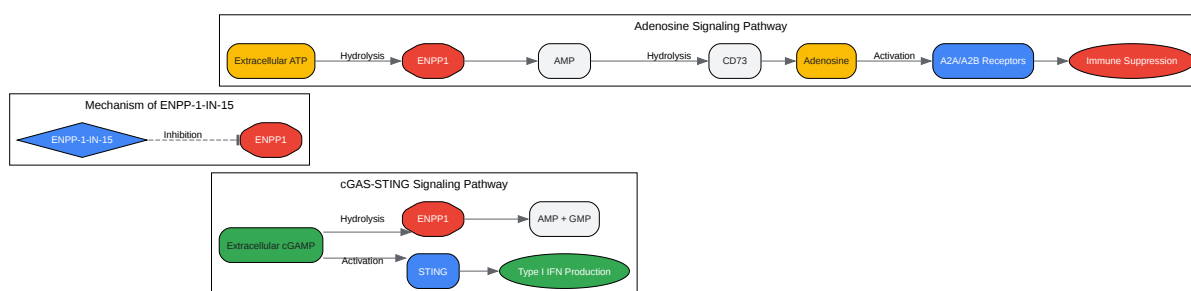 Adenosine Signaling Pathway
Extracellular ATP
Hydrolysis
ENPP1
AMP
Hydrolysis
CD73
Adenosine
Activation
A2A/A2B Receptors
Immune Suppression
Mechanism of ENPP-1-IN-15
ENPP-1-IN-15
Inhibition
ENPP1
cGAS-STING Signaling Pathway
Extracellular cGAMP
Hydrolysis
ENPP1
AMP + GMP
Activation
STING
Type I IFN Production